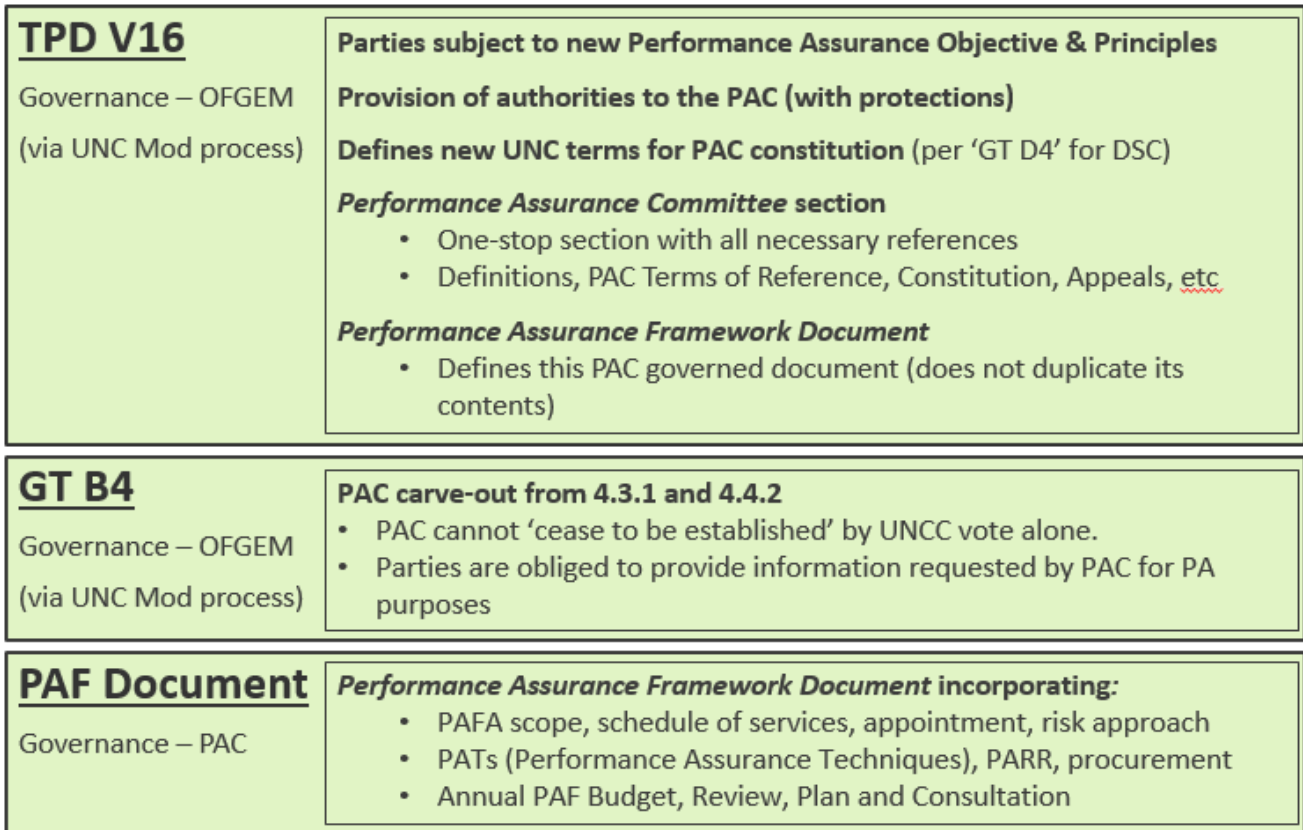 TPD V16
Governance – OFGEM
(via UNC Mod process)
Parties subject to new Performance Assurance Objective & Principles
Provision of authorities to the PAC (with protections)
Defines new UNC terms for PAC constitution (per ‘GT D4’ for DSC)
Performance Assurance Committee section
• One-stop section with all necessary references
• Definitions, PAC Terms of Reference, Constitution, Appeals, etc
Performance Assurance Framework Document
• Defines this PAC governed document (does not duplicate its
contents)
GT B4
Governance – OFGEM
(via UNC Mod process)
PAC carve-out from 4.3.1 and 4.4.2
• PAC cannot ‘cease to be established’ by UNCC vote alone.
• Parties are obliged to provide information requested by PAC for PA
purposes
PAF Document
Governance – PAC
Performance Assurance Framework Document incorporating:
• PAFA scope, schedule of services, appointment, risk approach
• PATs (Performance Assurance Techniques), PARR, procurement
• Annual PAF Budget, Review, Plan and Consultation